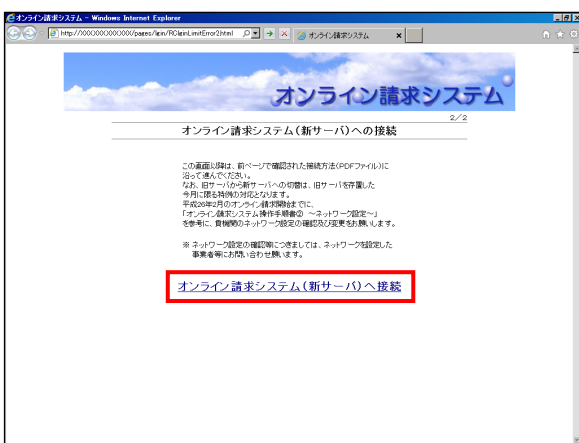 オンライン請求システム - Windows Internet Explorer
オンライン請求システム
オンライン請求システム
2/2
オンライン請求システム(新サーバ)への接続
この画面以降は、前ページで確認された接続方法(PDFファイル)に
沿って進んでください。
なお、旧サーバから新サーバへの切替は、旧サーバを存置した
今月に限る特例の対応となります。
平成26年2月のオンライン請求開始までに、
「オンライン請求システム操作手順書② ~ネットワーク設定~」
を参考に、貴機関のネットワーク設定の確認及び変更をお願いします。
※ ネットワーク設定の確認等につきましては、ネットワークを設定した
事業者等にお問い合わせ願います。
オンライン請求システム(新サーバ)へ接続